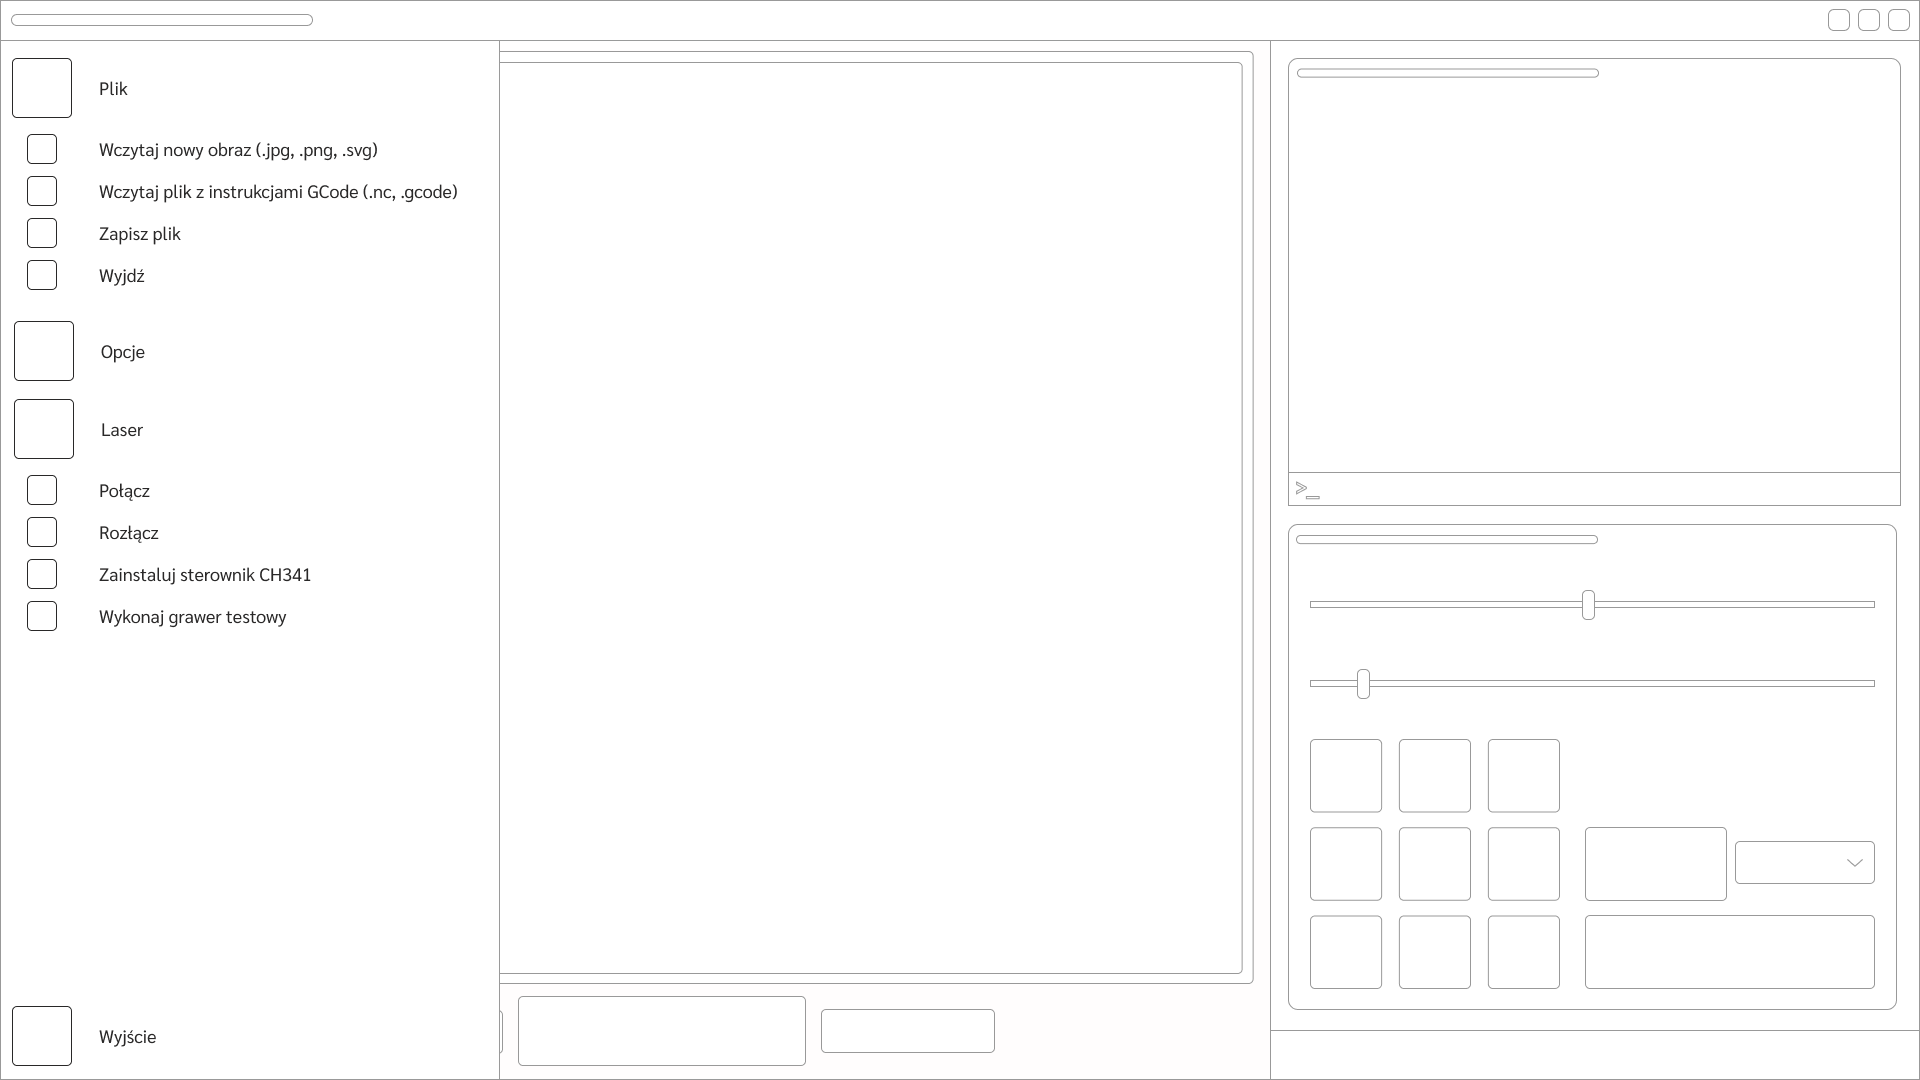 Plik
Wczytaj nowy obraz (.jpg, .png, .svg)
Wczytaj plik z instrukcjami GCode (.nc, .gcode)
Zapisz plik
Wyjdź
Opcje
Laser
Połącz
Rozłącz
Zainstaluj sterownik CH341
Wykonaj grawer testowy
Wyjście
>_